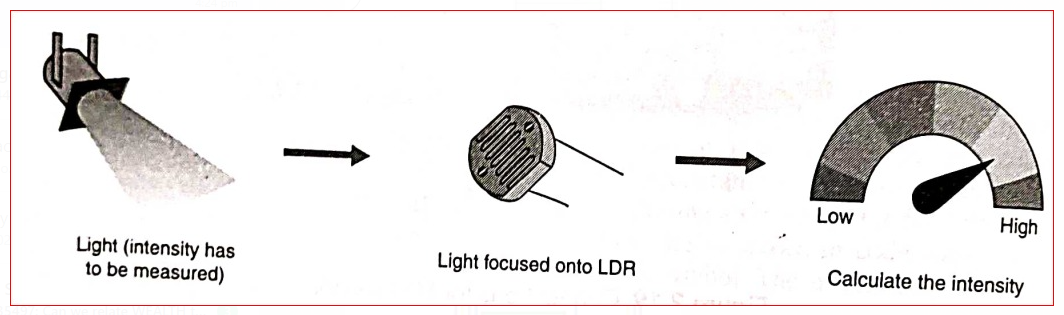 Light (intensity has
to be measured)
Light focused onto LDR
Low
High
Calculate the intensity